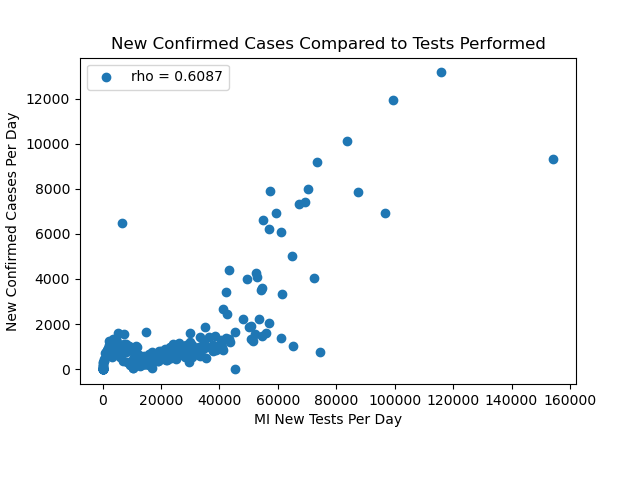 New Confirmed Cases Compared to Tests Performed
rho = 0.6087
New Confirmed Caeses Per Day
12000
10000
8000
6000
4000
2000
0
0 20000 40000 60000 80000 100000 120000 140000 160000
MI New Tests Per Day